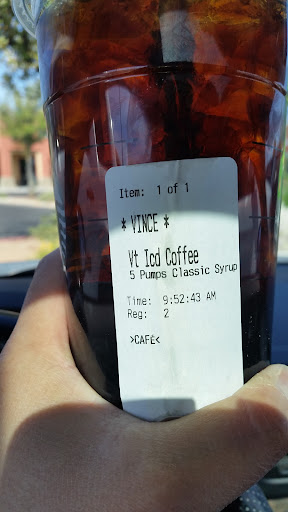 Item: 1 of 1
* VINCE *
Vt Icd Coffee
5 Pumps Classic Syrup
Time: 9:52:43 AM
Reg: 2
>CAFE<